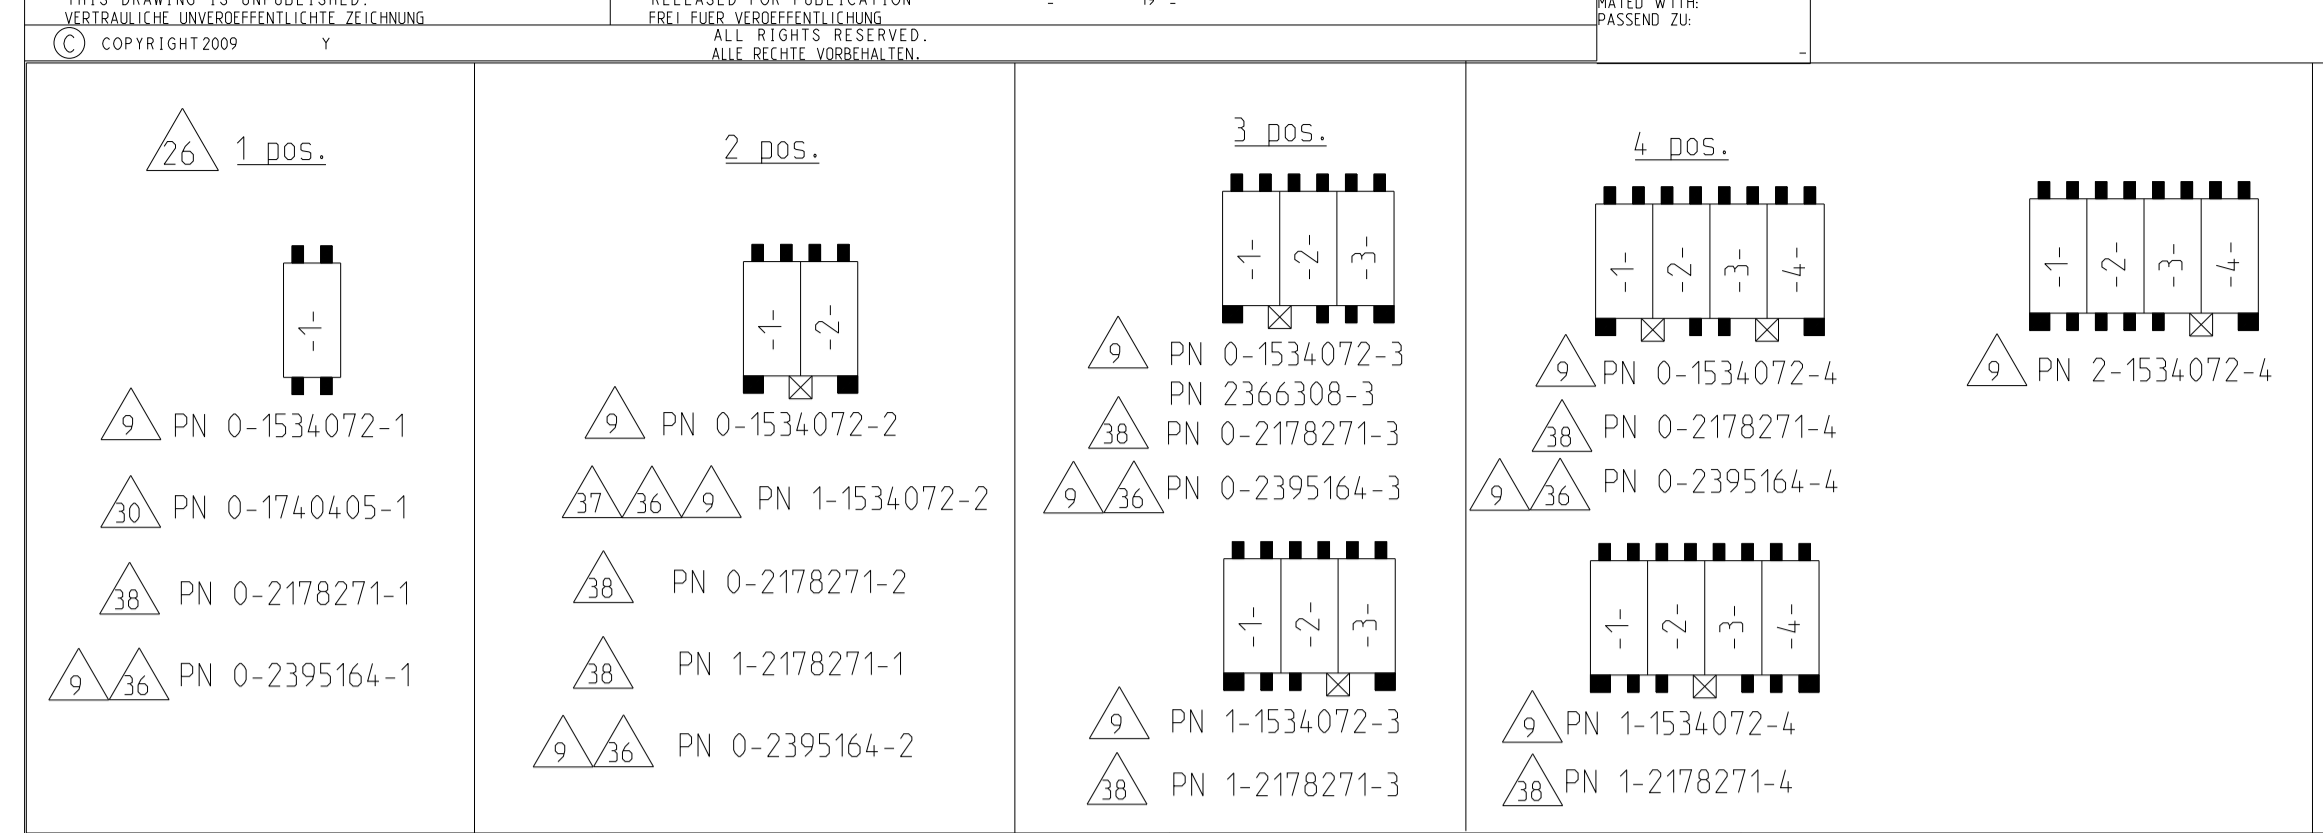 THIS DRAWING IS UNPUBLISHED.
VERTRAULICHE UNVEROEFFENTLICHTE ZEICHNUNG
RELEASED FOR PUBLICATION - 19 -
FREI FUER VEROEFFENTLICHUNG
MATED WITH:
PASSEND ZU:
-
© COPYRIGHT 2009 Y
ALL RIGHTS RESERVED.
ALLE RECHTE VORBEHALTEN.
26 1 pos.
-1-
9 PN 0-1534072-1
30 PN 0-1740405-1
38 PN 0-2178271-1
9 36 PN 0-2395164-1
2 pos.
-1- -2-
9 PN 0-1534072-2
37 36 9 PN 1-1534072-2
38 PN 0-2178271-2
38 PN 1-2178271-1
9 36 PN 0-2395164-2
3 pos.
-1- -2- -3-
9 PN 0-1534072-3
PN 2366308-3
38 PN 0-2178271-3
9 36 PN 0-2395164-3
-1- -2- -3-
9 PN 1-1534072-3
38 PN 1-2178271-3
4 pos.
-1- -2- -3- -4-
9 PN 0-1534072-4
38 PN 0-2178271-4
9 36 PN 0-2395164-4
-1- -2- -3- -4-
9 PN 1-1534072-4
38 PN 1-2178271-4
-1- -2- -3- -4-
9 PN 2-1534072-4